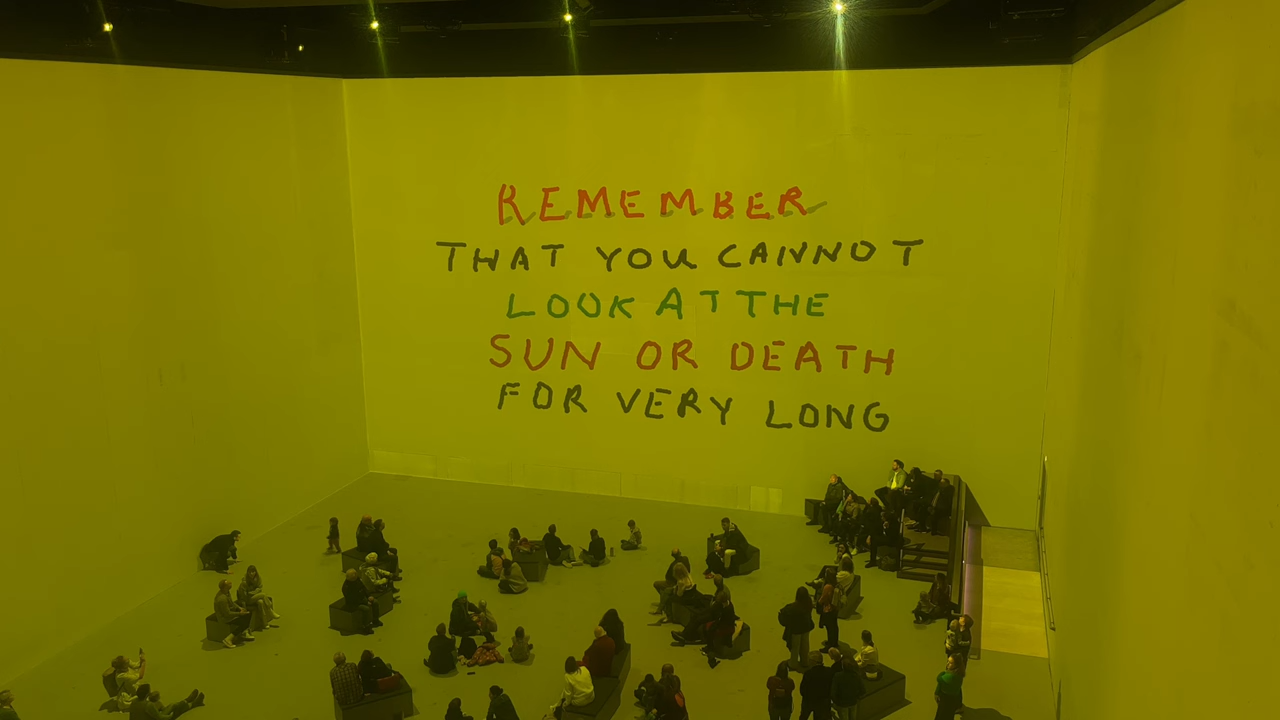 REMEMBER
THAT YOU CANNOT
LOOK AT THE
SUN OR DEATH
FOR VERY LONG